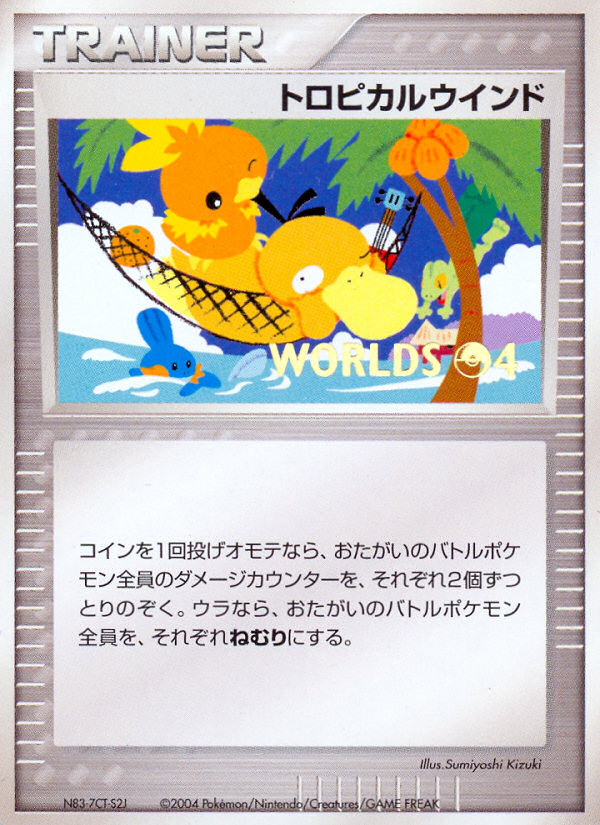 TRAINER
トロピカルウインド
WORLDS 04
コインを1回投げオモテなら、おたがいのバトルポケ
モン全員のダメージカウンターを、それぞれ2個ずつ
とりのぞく。ウラなら、おたがいのバトルポケモン
全員を、それぞれねむりにする。
Illus.Sumiyoshi Kizuki
N83-7CT-S2J ©2004 Pokémon/Nintendo/Creatures/GAME FREAK